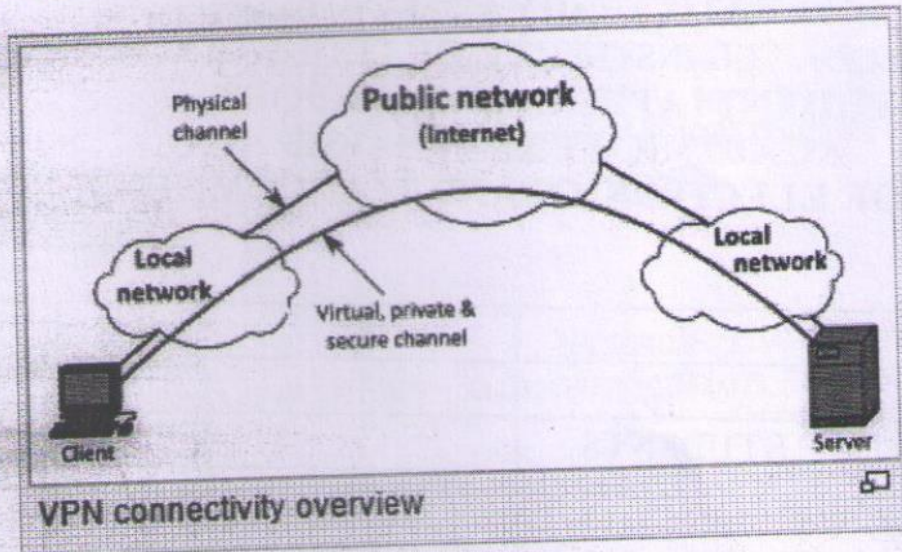 Public network
(Internet)
Physical
channel
Local
network
Local
network
Virtual, private &
secure channel
Client
Server
VPN connectivity overview